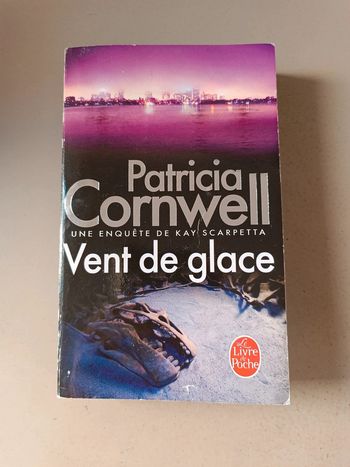 Patricia
Cornwell
UNE ENQUÊTE DE KAY SCARPETTA
Vent de glace
Le
Livre
de
Poche